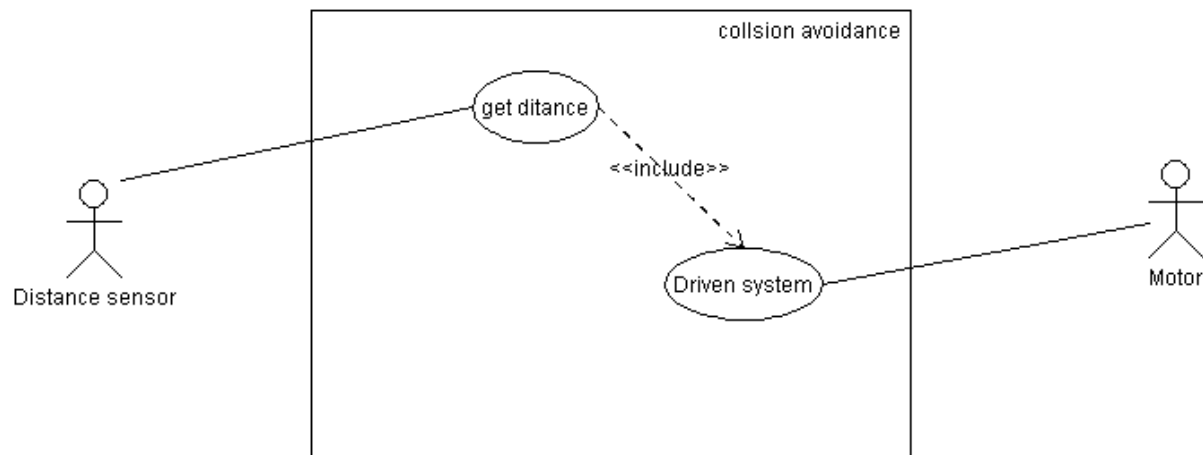 collsion avoidance
get ditance
<<include>>
Distance sensor
Driven system
Motor